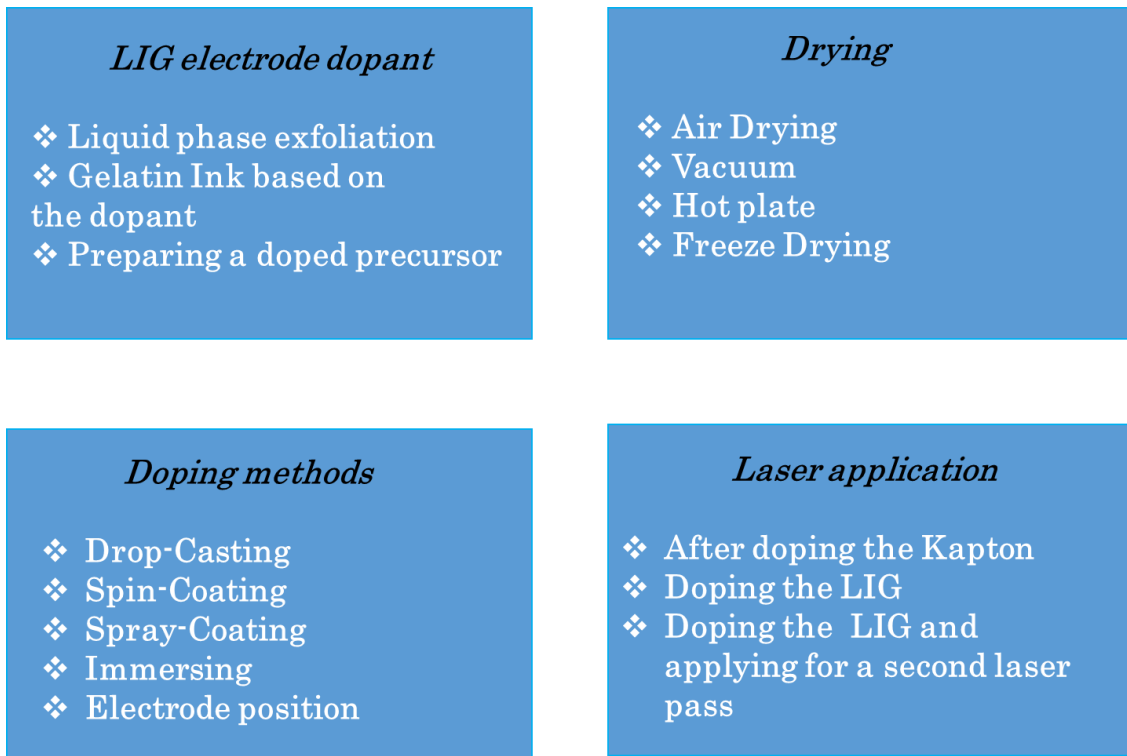 LIG electrode dopant
❖ Liquid phase exfoliation
❖ Gelatin Ink based on
the dopant
❖ Preparing a doped precursor
Drying
❖ Air Drying
❖ Vacuum
❖ Hot plate
❖ Freeze Drying
Doping methods
❖ Drop-Casting
❖ Spin-Coating
❖ Spray-Coating
❖ Immersing
❖ Electrode position
Laser application
❖ After doping the Kapton
❖ Doping the LIG
❖ Doping the LIG and
applying for a second laser
pass